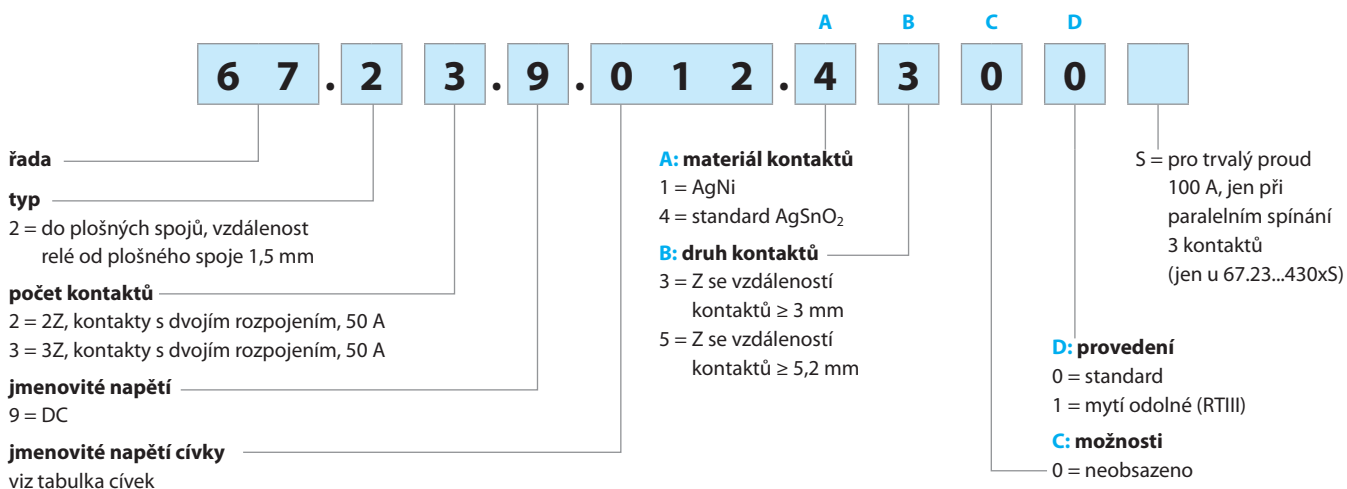 A B C D
6 7 . 2 3 . 9 . 0 1 2 . 4 3 0 0
řada
typ
2 = do plošných spojů, vzdálenost
relé od plošného spoje 1,5 mm
počet kontaktů
2 = 2Z, kontakty s dvojím rozpojením, 50 A
3 = 3Z, kontakty s dvojím rozpojením, 50 A
jmenovité napětí
9 = DC
jmenovité napětí cívky
viz tabulka cívek
A: materiál kontaktů
1 = AgNi
4 = standard AgSnO₂
B: druh kontaktů
3 = Z se vzdáleností
kontaktů ≥ 3 mm
5 = Z se vzdáleností
kontaktů ≥ 5,2 mm
S = pro trvalý proud
100 A, jen při
paralelním spínání
3 kontaktů
(jen u 67.23...430xS)
D: provedení
0 = standard
1 = mytí odolné (RTIII)
C: možnosti
0 = neobsazeno